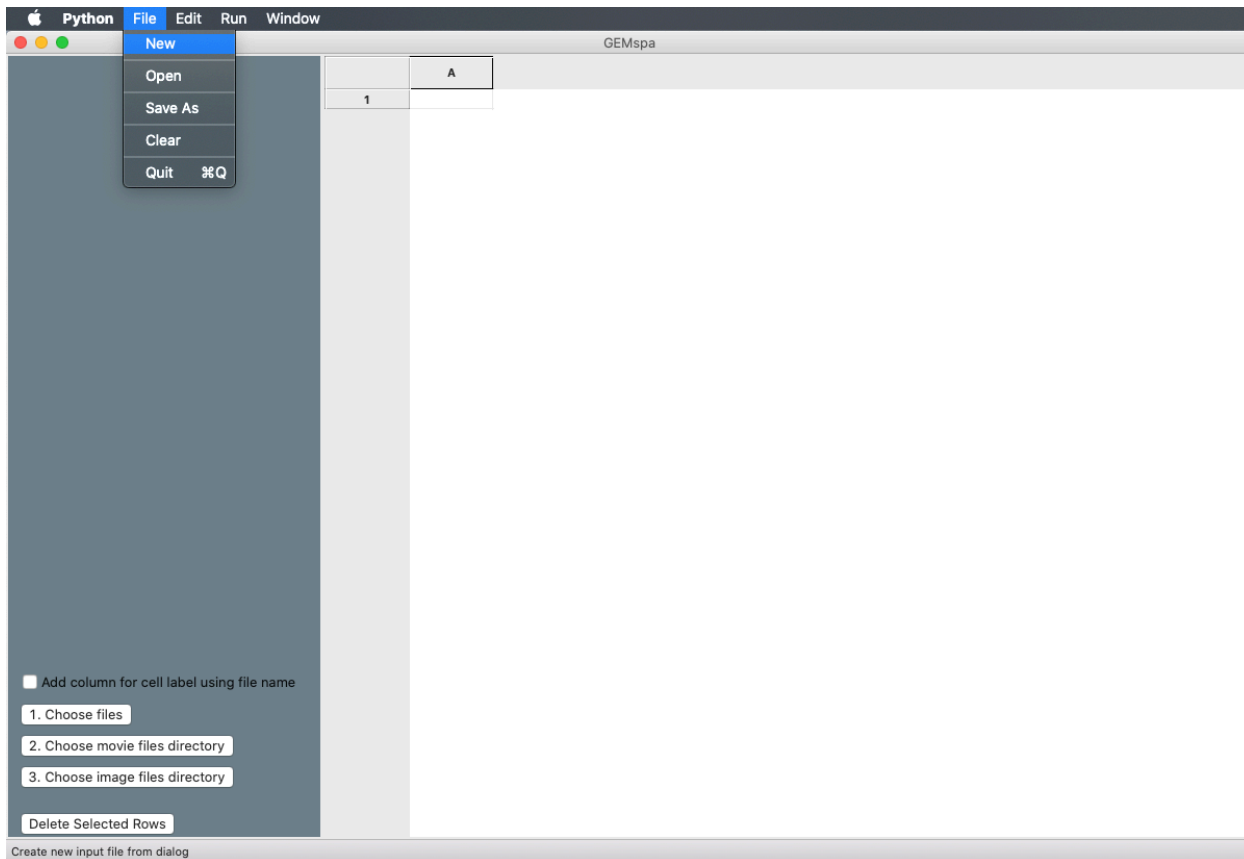 Python File Edit Run Window
GEMspa
New
Open
Save As
Clear
Quit ⌘Q
A
1
Add column for cell label using file name
1. Choose files
2. Choose movie files directory
3. Choose image files directory
Delete Selected Rows
Create new input file from dialog